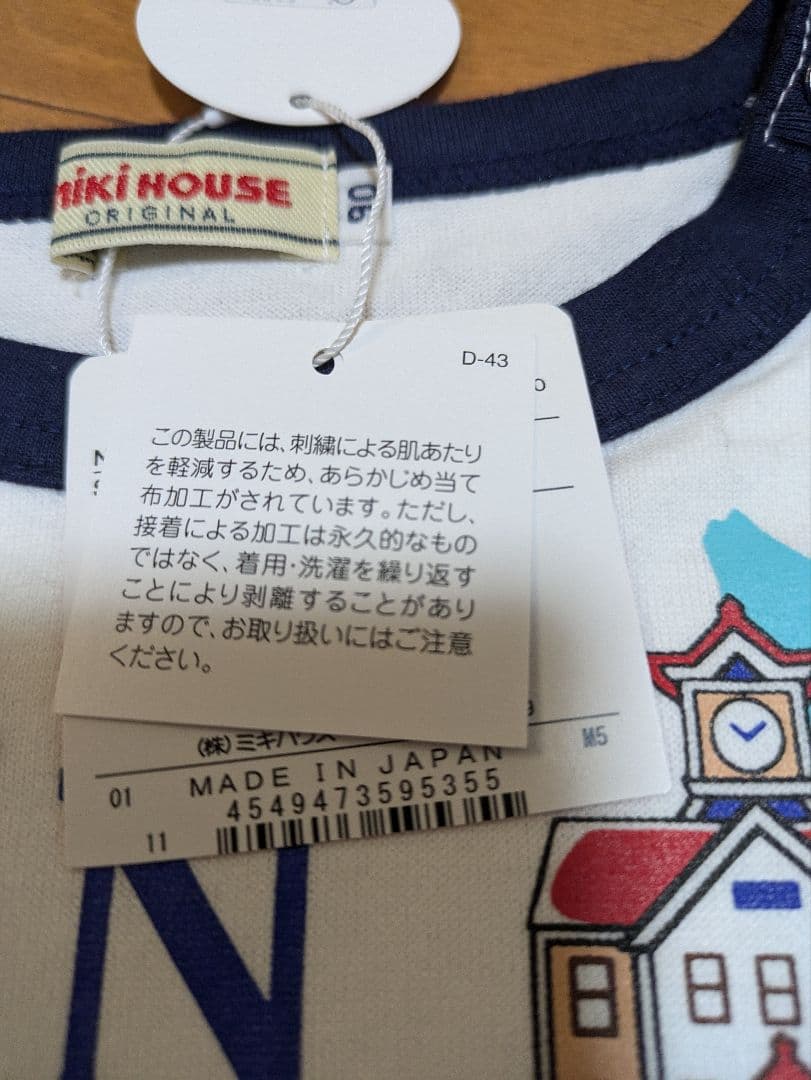 miKi HOUSE
ORIGINAL
90
D-43
この製品には、刺繍による肌あたり
を軽減するため、あらかじめ当て
布加工がされています。ただし、
接着による加工は永久的なもの
ではなく、着用・洗濯を繰り返す
ことにより剥離することがあり
ますので、お取り扱いにはご注意
ください。
(株)ミキハウス
M5
01 MADE IN JAPAN
4549473595355
11
N